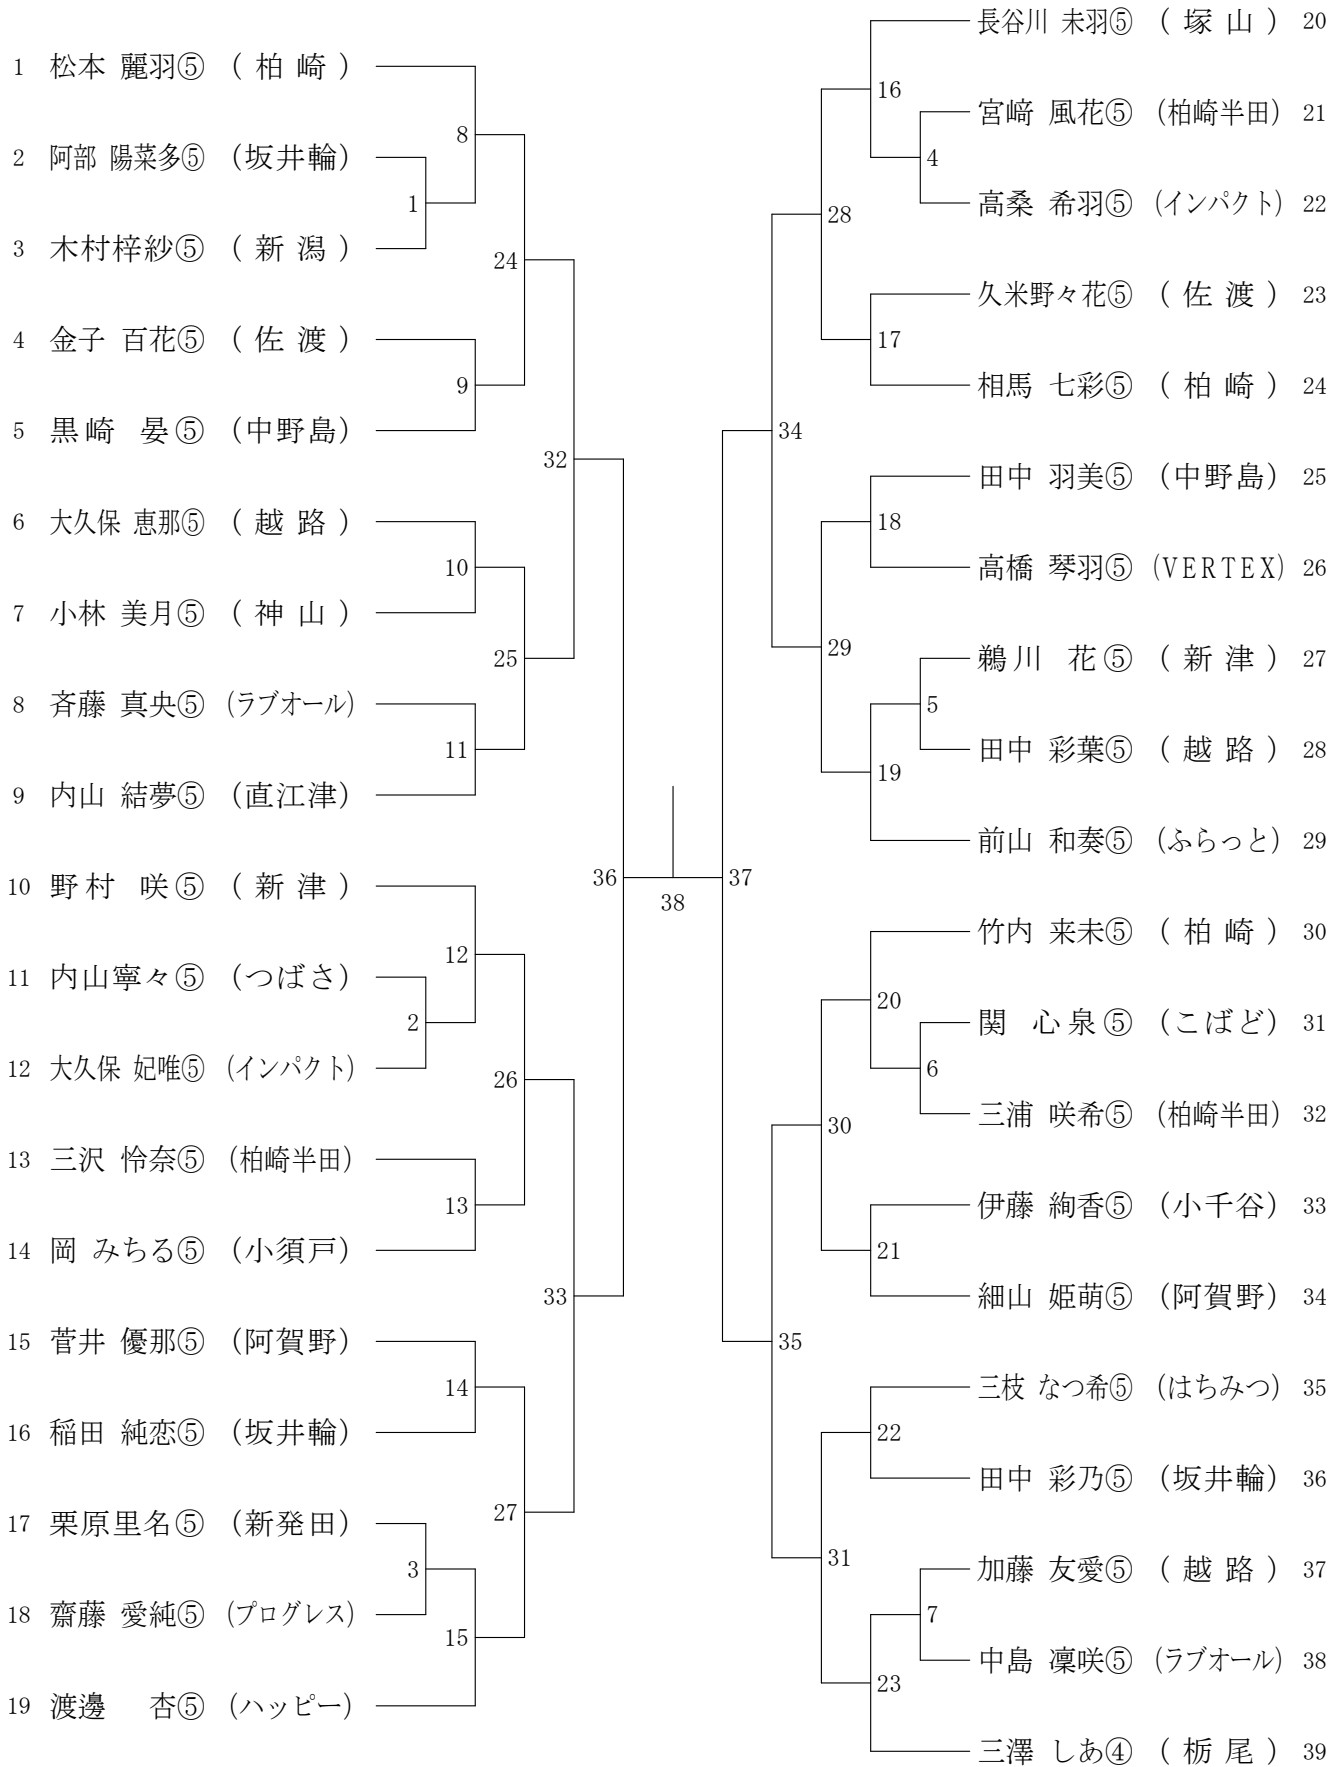 1 松本 麗羽⑤ ( 柏 崎 )
2 阿部 陽菜多⑤ (坂井輪)
3 木村梓紗⑤ ( 新 潟 )
4 金子 百花⑤ ( 佐 渡 )
5 黒崎 晏⑤ (中野島)
6 大久保 恵那⑤ ( 越 路 )
7 小林 美月⑤ ( 神 山 )
8 斉藤 真央⑤ (ラブオール)
9 内山 結夢⑤ (直江津)
10 野村 咲⑤ ( 新 津 )
11 内山寧々⑤ (つばさ)
12 大久保 妃唯⑤ (インパクト)
13 三沢 怜奈⑤ (柏崎半田)
14 岡 みちる⑤ (小須戸)
15 菅井 優那⑤ (阿賀野)
16 稲田 純恋⑤ (坂井輪)
17 栗原里名⑤ (新発田)
18 齋藤 愛純⑤ (プログレス)
19 渡邊 杏⑤ (ハッピー)
8
1
24
9
32
10
25
11
12
2
26
13
33
14
27
3
15
36
38
37
16
4
28
17
34
18
29
5
19
20
6
30
21
35
22
31
7
23
長谷川 未羽⑤ ( 塚 山 ) 20
宮﨑 風花⑤ (柏崎半田) 21
高桑 希羽⑤ (インパクト) 22
久米野々花⑤ ( 佐 渡 ) 23
相馬 七彩⑤ ( 柏 崎 ) 24
田中 羽美⑤ (中野島) 25
高橋 琴羽⑤ (VERTEX) 26
鵜川 花⑤ ( 新 津 ) 27
田中 彩葉⑤ ( 越 路 ) 28
前山 和奏⑤ (ふらっと) 29
竹内 来未⑤ ( 柏 崎 ) 30
関 心泉⑤ (こばど) 31
三浦 咲希⑤ (柏崎半田) 32
伊藤 絢香⑤ (小千谷) 33
細山 姫萌⑤ (阿賀野) 34
三枝 なつ希⑤ (はちみつ) 35
田中 彩乃⑤ (坂井輪) 36
加藤 友愛⑤ ( 越 路 ) 37
中島 凜咲⑤ (ラブオール) 38
三澤 しあ④ ( 栃 尾 ) 39